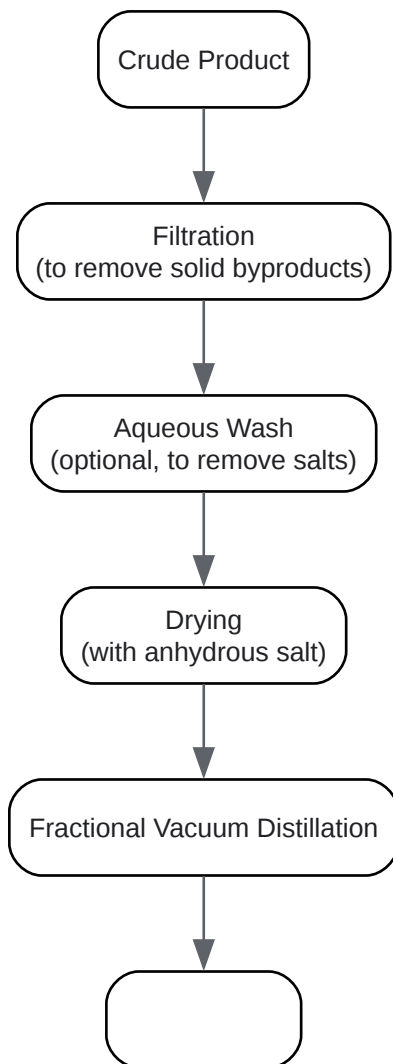 Crude Product
Filtration
(to remove solid byproducts)
Aqueous Wash
(optional, to remove salts)
Drying
(with anhydrous salt)
Fractional Vacuum Distillation